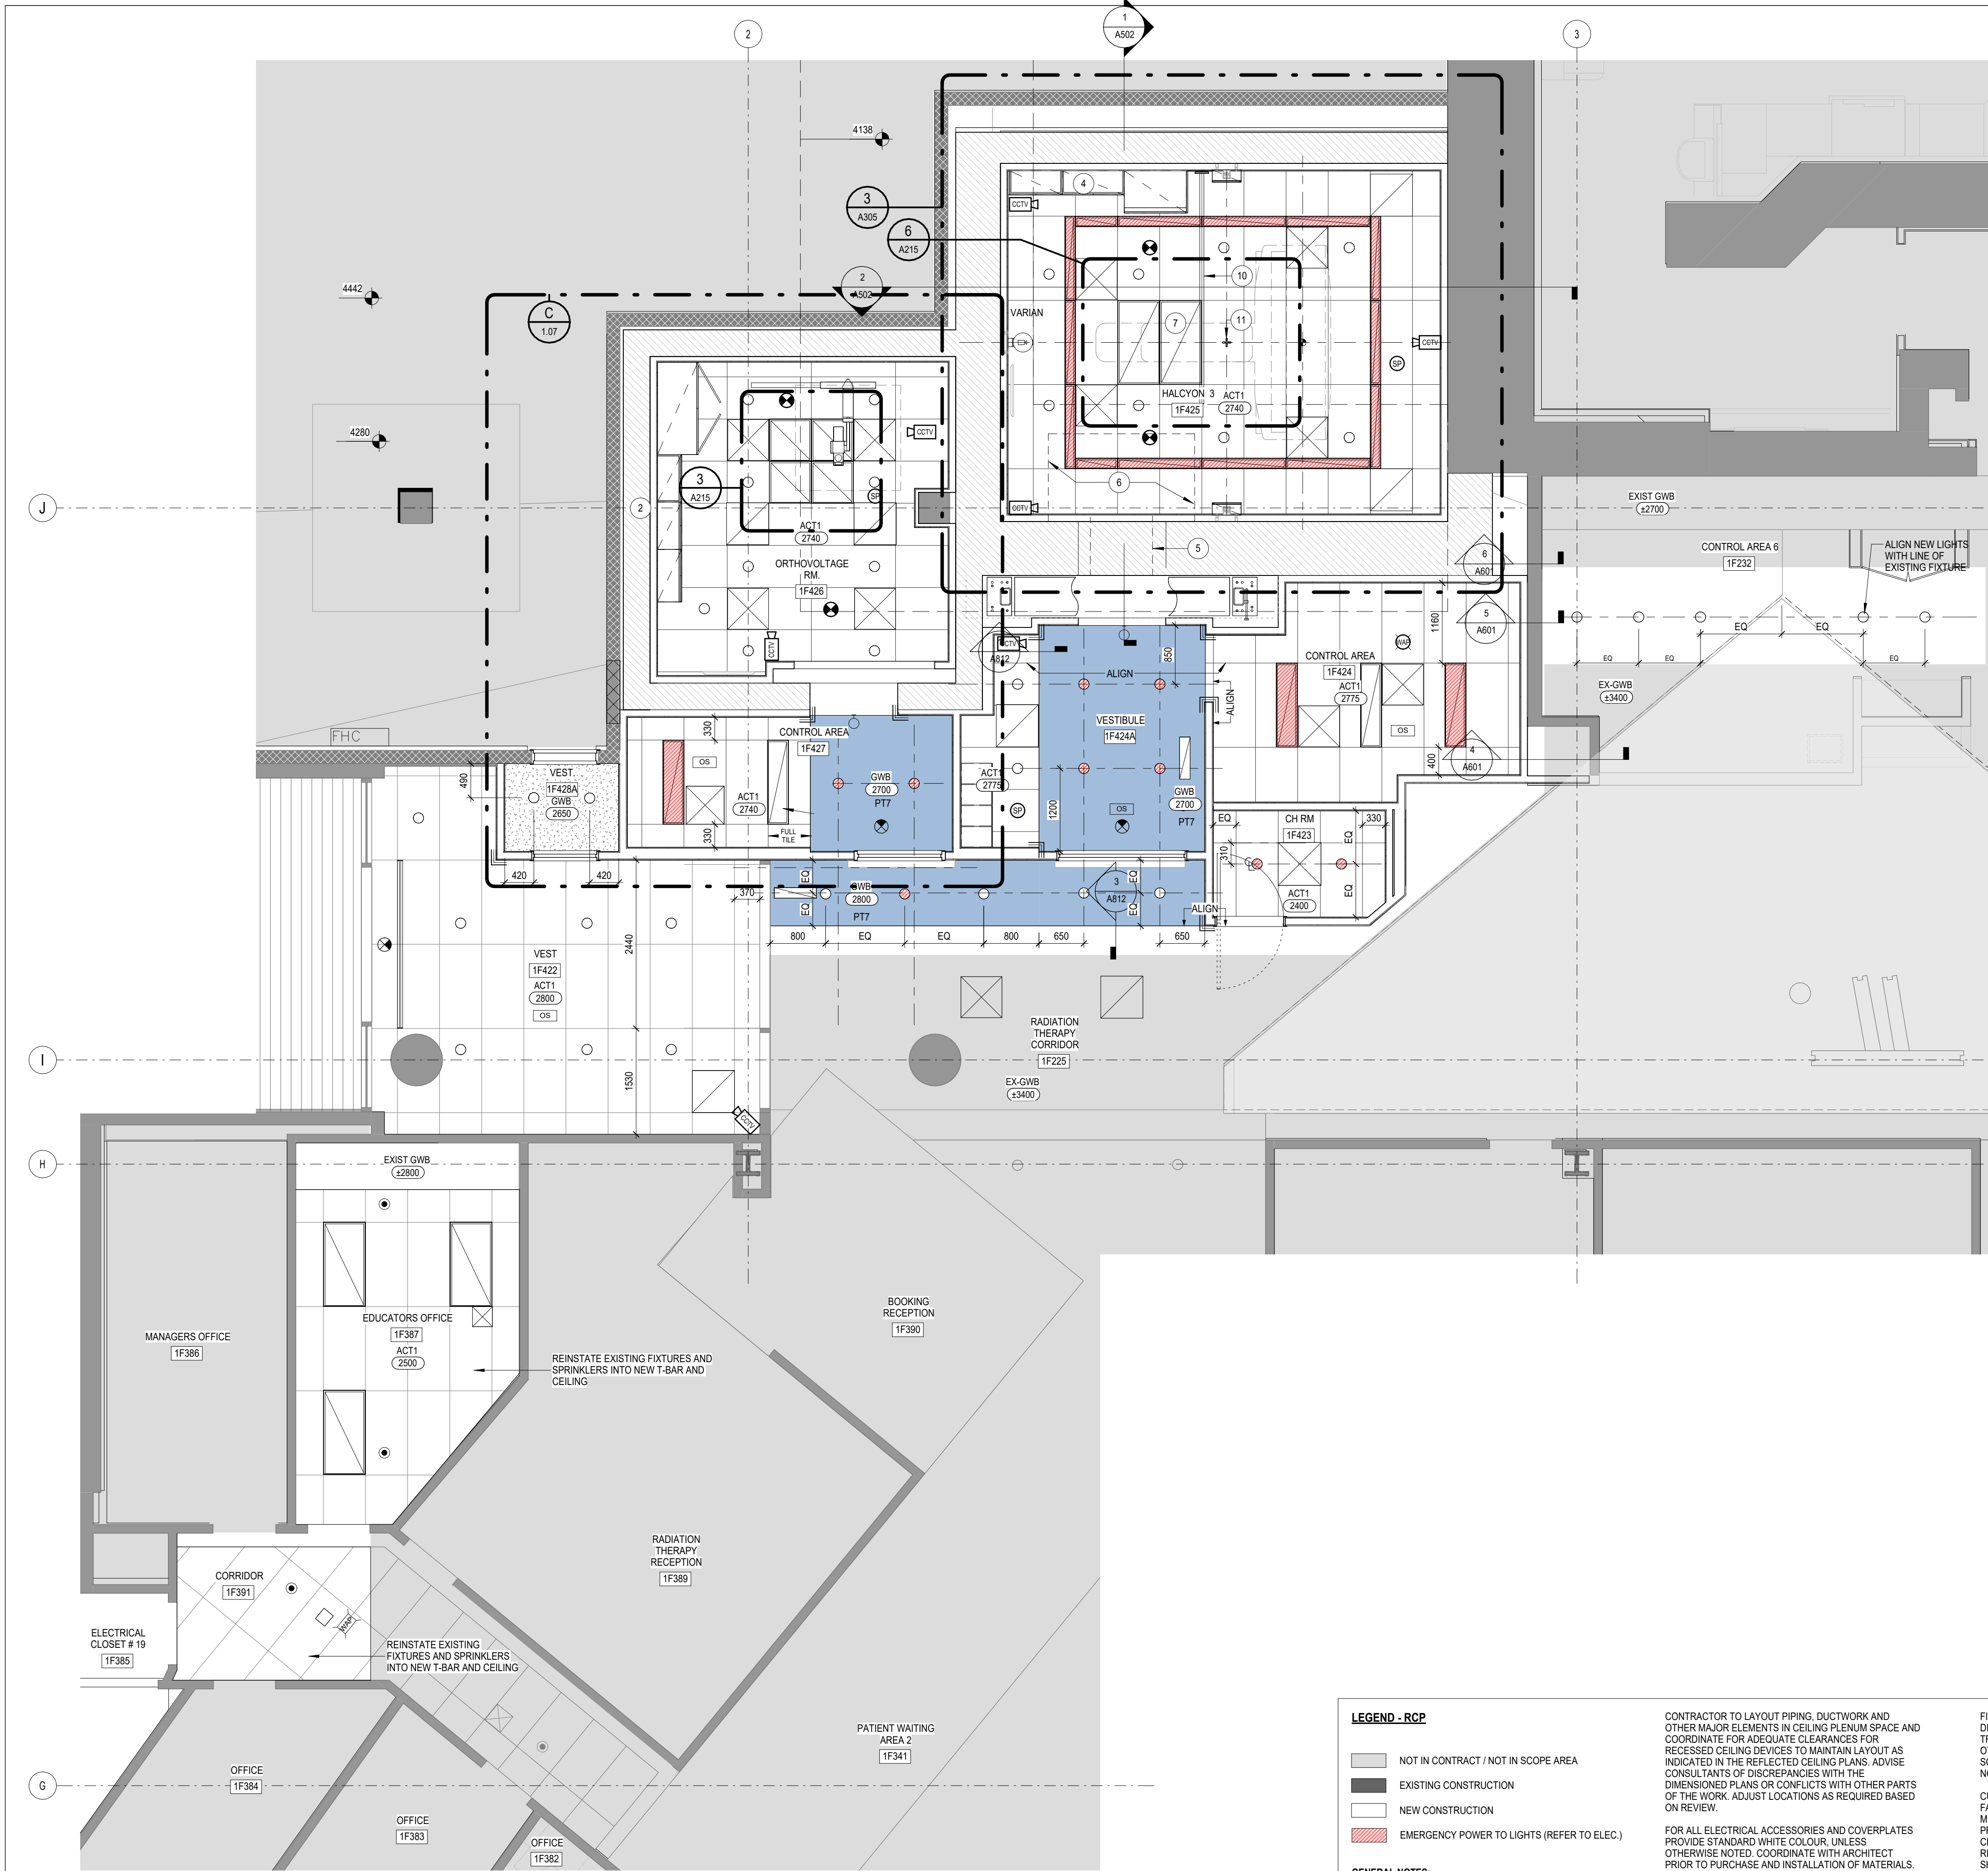 1
A502
2
3
4138
3
A305
6
A215
4
CCTV
10
2
A502
4442
C
1.07
VARIAN
7
11
CCTV
SP
HALCYON 3
1F425
ACT1
2740
4280
CCTV
3
A215
6
CCTV
SP
J
2
EXIST GWB
±2700
ACT1
2740
ORTHOVOLTAGE
RM.
1F426
5
6
A601
CONTROL AREA 6
1F232
ALIGN NEW LIGHTS
WITH LINE OF
EXISTING FIXTURE
5
A601
1160
EQ
EQ
EQ
EQ
EQ
CCTV
CCTV
A812
850
WAP
CONTROL AREA
1F424
ACT1
2775
ALIGN
ALIGN
EX-GWB
±3400
FHC
330
CONTROL AREA
1F427
VESTIBULE
1F424A
OS
OS
4
A601
400
490
VEST.
1F428A
GWB
2650
ACT1
2740
GWB
2700
PT7
ACT1
2775
SP
1200
OS
GWB
2700
PT7
330
FULL
TILE
EQ
CH RM
1F423
330
EQ
310
ACT1
2400
EQ
420
420
370
EQ
EQ
GWB
2800
PT7
3
A812
EQ
EQ
ALIGN
800
EQ
EQ
800
650
650
2440
VEST
1F422
ACT1
2800
OS
RADIATION
THERAPY
CORRIDOR
1F225
EX-GWB
±3400
I
1530
CCTV
H
EXIST GWB
±2800
MANAGERS OFFICE
1F386
EDUCATORS OFFICE
1F387
ACT1
2500
REINSTATE EXISTING FIXTURES AND
SPRINKLERS INTO NEW T-BAR AND
CEILING
BOOKING
RECEPTION
1F390
RADIATION
THERAPY
RECEPTION
1F389
CORRIDOR
1F391
WAP
ELECTRICAL
CLOSET # 19
1F385
REINSTATE EXISTING
FIXTURES AND SPRINKLERS
INTO NEW T-BAR AND CEILING
PATIENT WAITING
AREA 2
1F341
G
OFFICE
1F384
OFFICE
1F383
OFFICE
1F382
LEGEND - RCP
NOT IN CONTRACT / NOT IN SCOPE AREA
EXISTING CONSTRUCTION
NEW CONSTRUCTION
EMERGENCY POWER TO LIGHTS (REFER TO ELEC.)
GENERAL NOTES:
CONTRACTOR TO LAYOUT PIPING, DUCTWORK AND
OTHER MAJOR ELEMENTS IN CEILING PLENUM SPACE AND
COORDINATE FOR ADEQUATE CLEARANCES FOR
RECESSED CEILING DEVICES TO MAINTAIN LAYOUT AS
INDICATED IN THE REFLECTED CEILING PLANS. ADVISE
CONSULTANTS OF DISCREPANCIES WITH THE
DIMENSIONED PLANS OR CONFLICTS WITH OTHER PARTS
OF THE WORK. ADJUST LOCATIONS AS REQUIRED BASED
ON REVIEW.
FOR ALL ELECTRICAL ACCESSORIES AND COVERPLATES
PROVIDE STANDARD WHITE COLOUR, UNLESS
OTHERWISE NOTED. COORDINATE WITH ARCHITECT
PRIOR TO PURCHASE AND INSTALLATION OF MATERIALS.